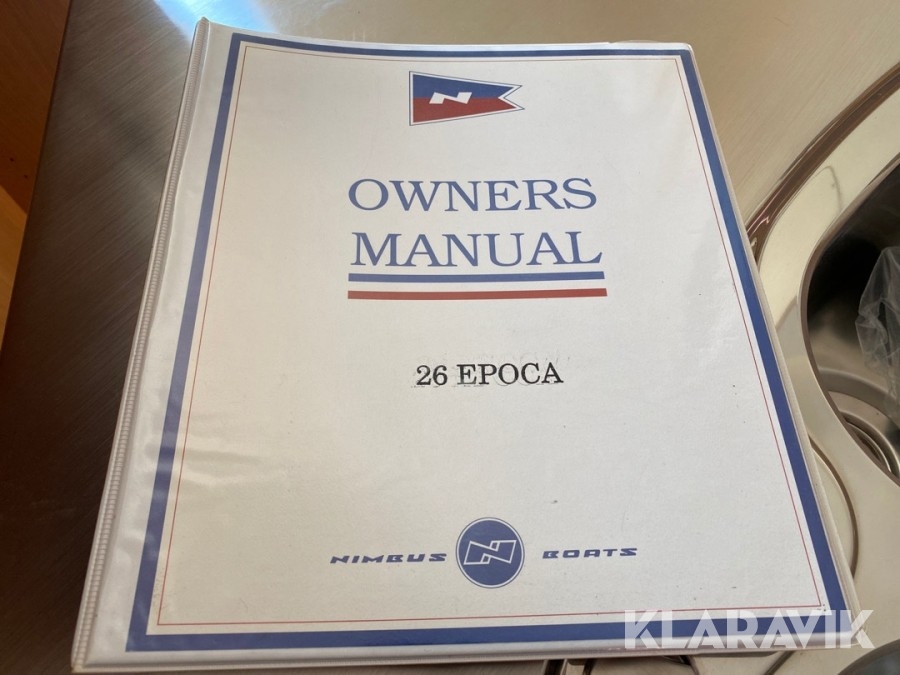 N
OWNERS
MANUAL
26 EPOCA
NIMBUS N BOATS
KLARAVIK